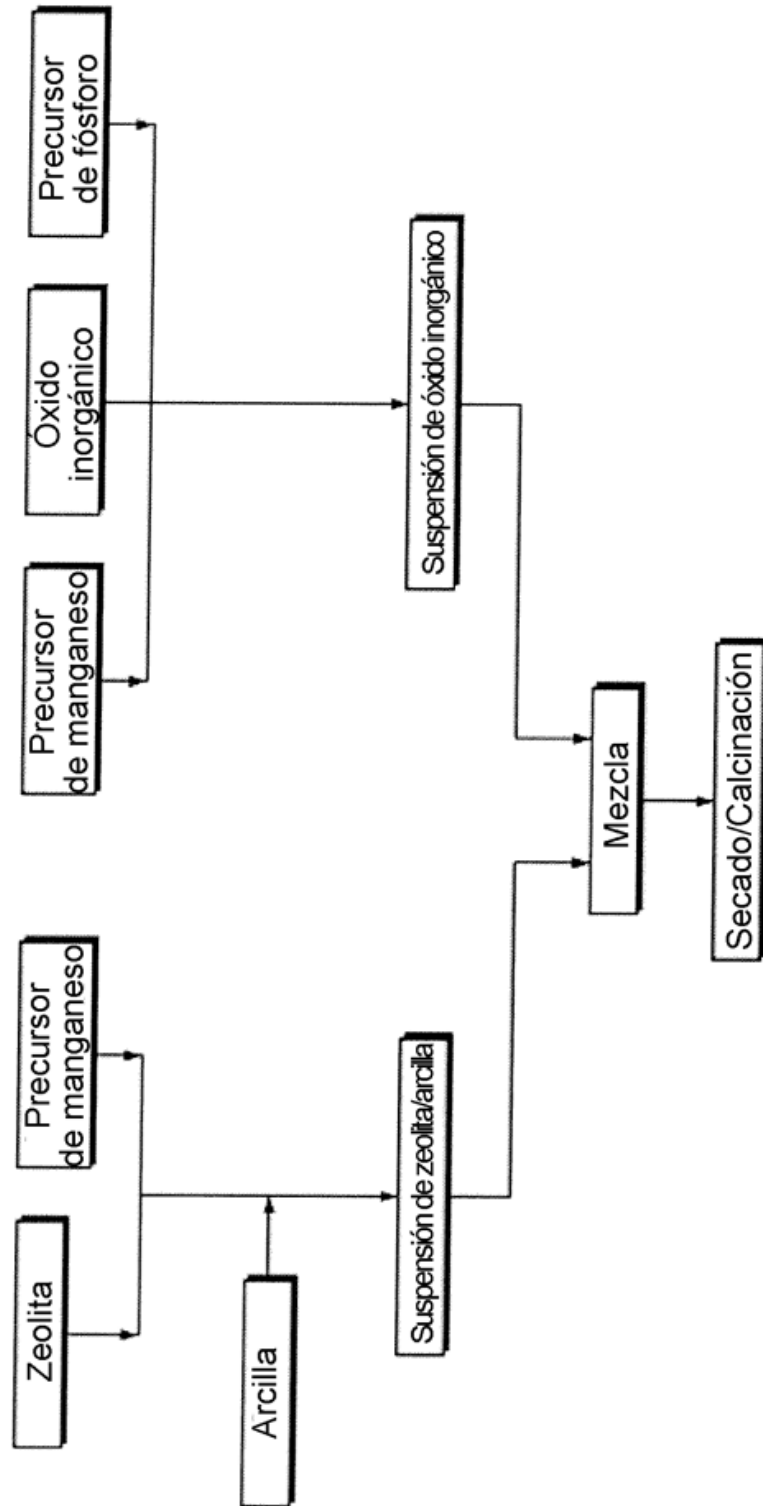 Zeolita
Precursor
de manganeso
Precursor
de manganeso
Óxido
inorgánico
Precursor
de fósforo
Arcilla
Suspensión de zeolita/arcilla
Suspensión de óxido inorgánico
Mezcla
Secado/Calcinación